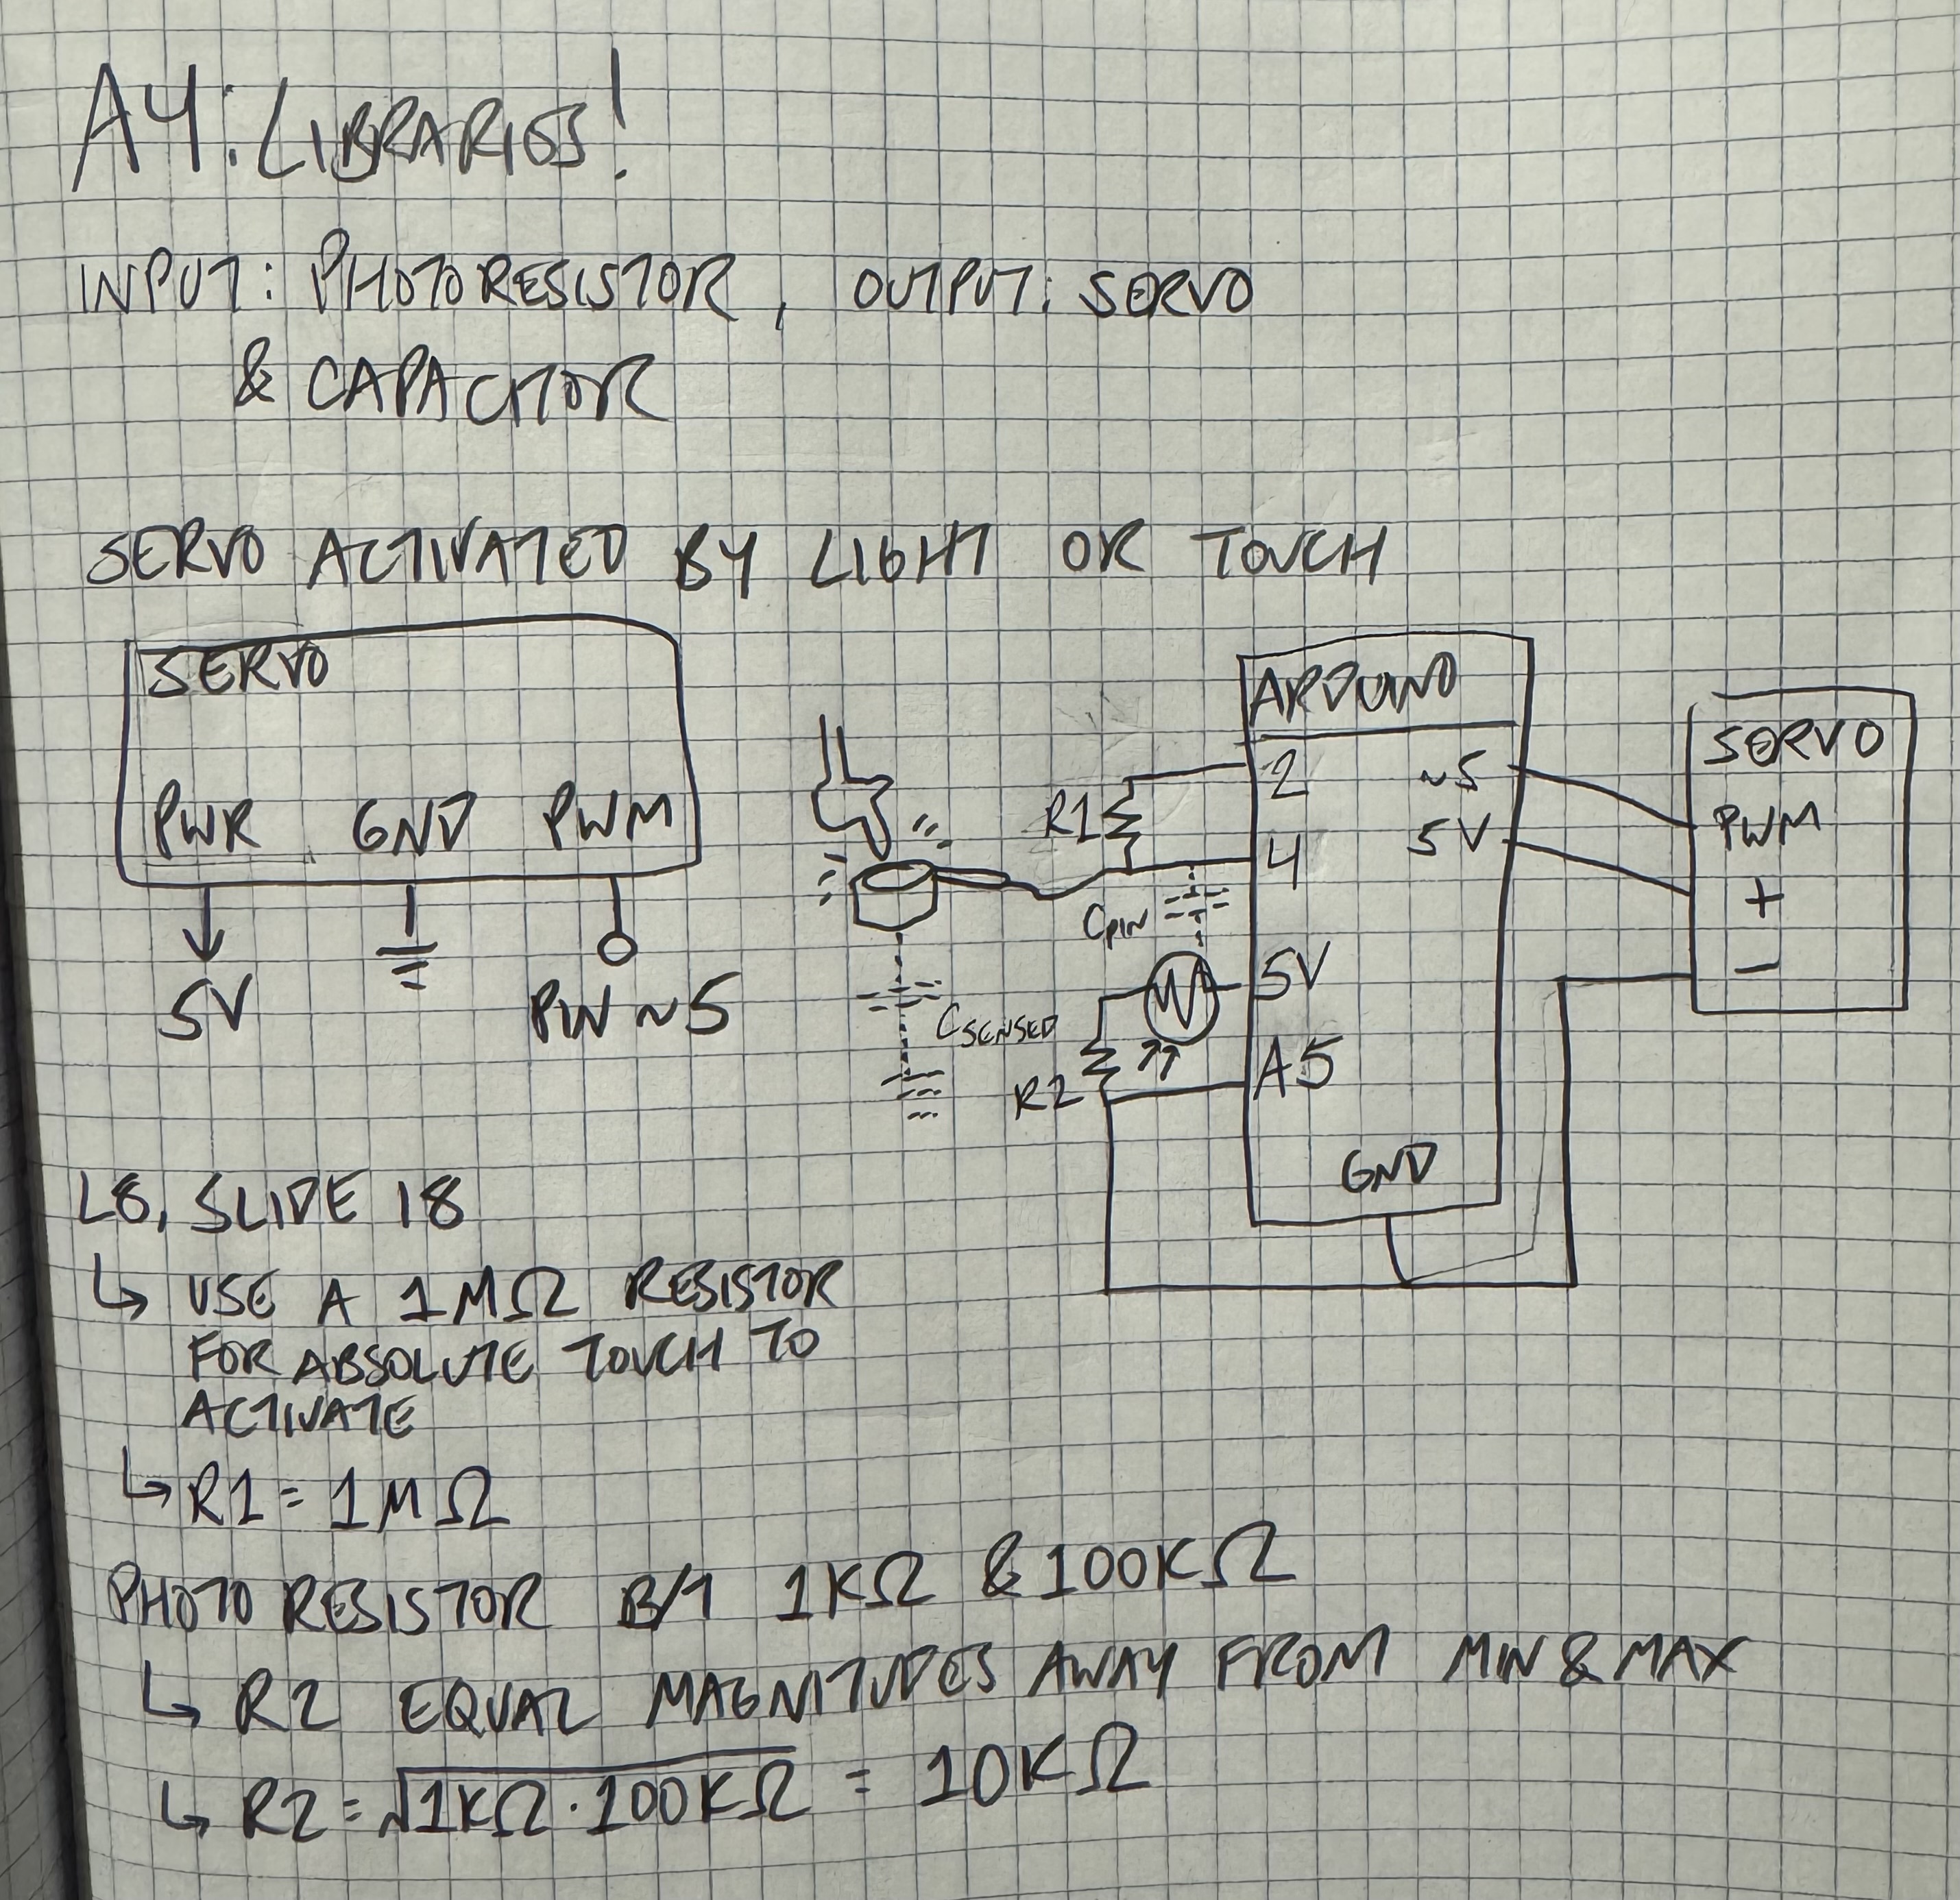 A4: LIBRARIES!
INPUT: PHOTORESISTOR, OUTPUT: SERVO
& CAPACITOR
SERVO ACTIVATED BY LIGHT OR TOUCH
SERVO
PWR GND PWM
5V
PIN ~5
ARDUINO
2 ~5
4 5V
5V
A5
GND
R1
CPIN
CSENSED
R2
SERVO
PWM
+
−
L8, SLIDE 18
↳ USE A 1MΩ RESISTOR
FOR ABSOLUTE TOUCH TO
ACTIVATE
↳ R1 = 1MΩ
PHOTORESISTOR B/T 1KΩ & 100KΩ
↳ R2 EQUAL MAGNITUDES AWAY FROM MIN & MAX
↳ R2 = √1KΩ · 100KΩ = 10KΩ